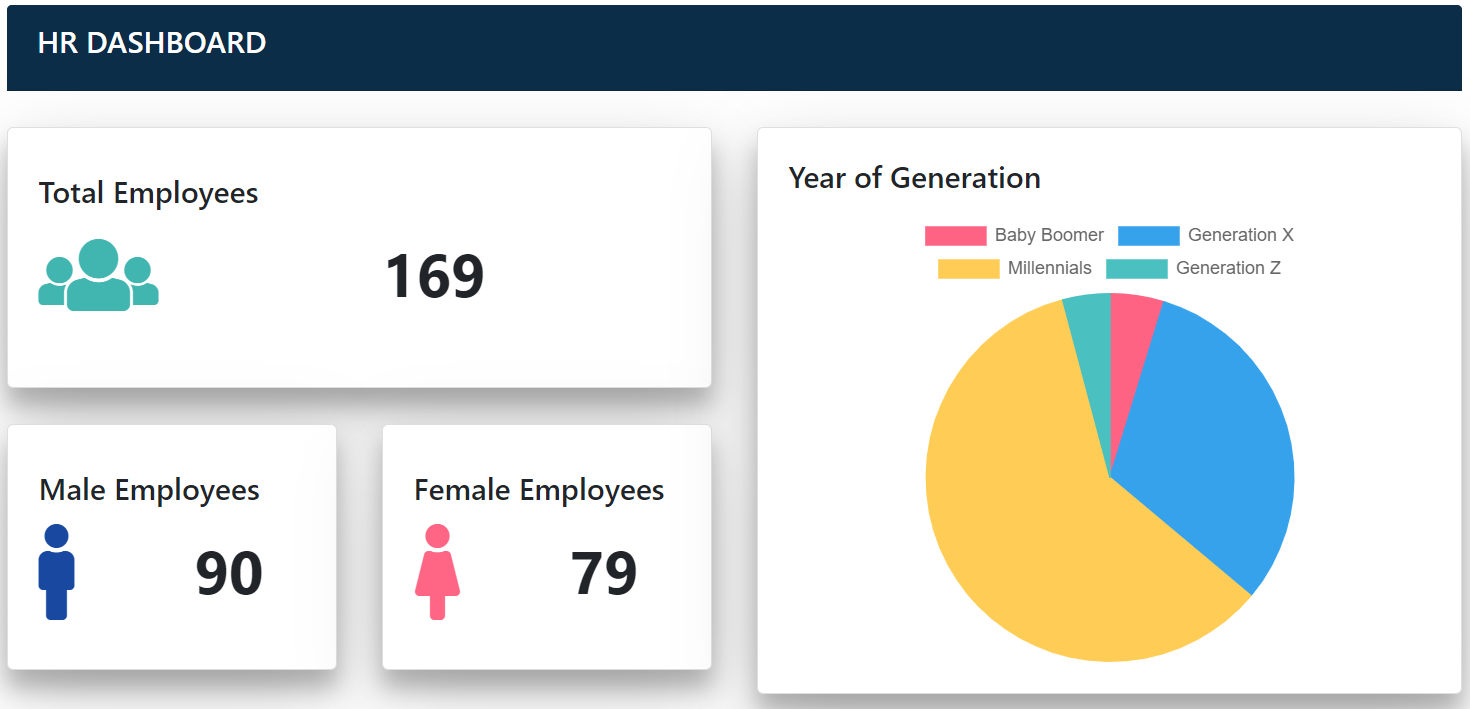 HR DASHBOARD
Total Employees
169
Male Employees
90
Female Employees
79
Year of Generation
Baby Boomer Generation X
Millennials Generation Z